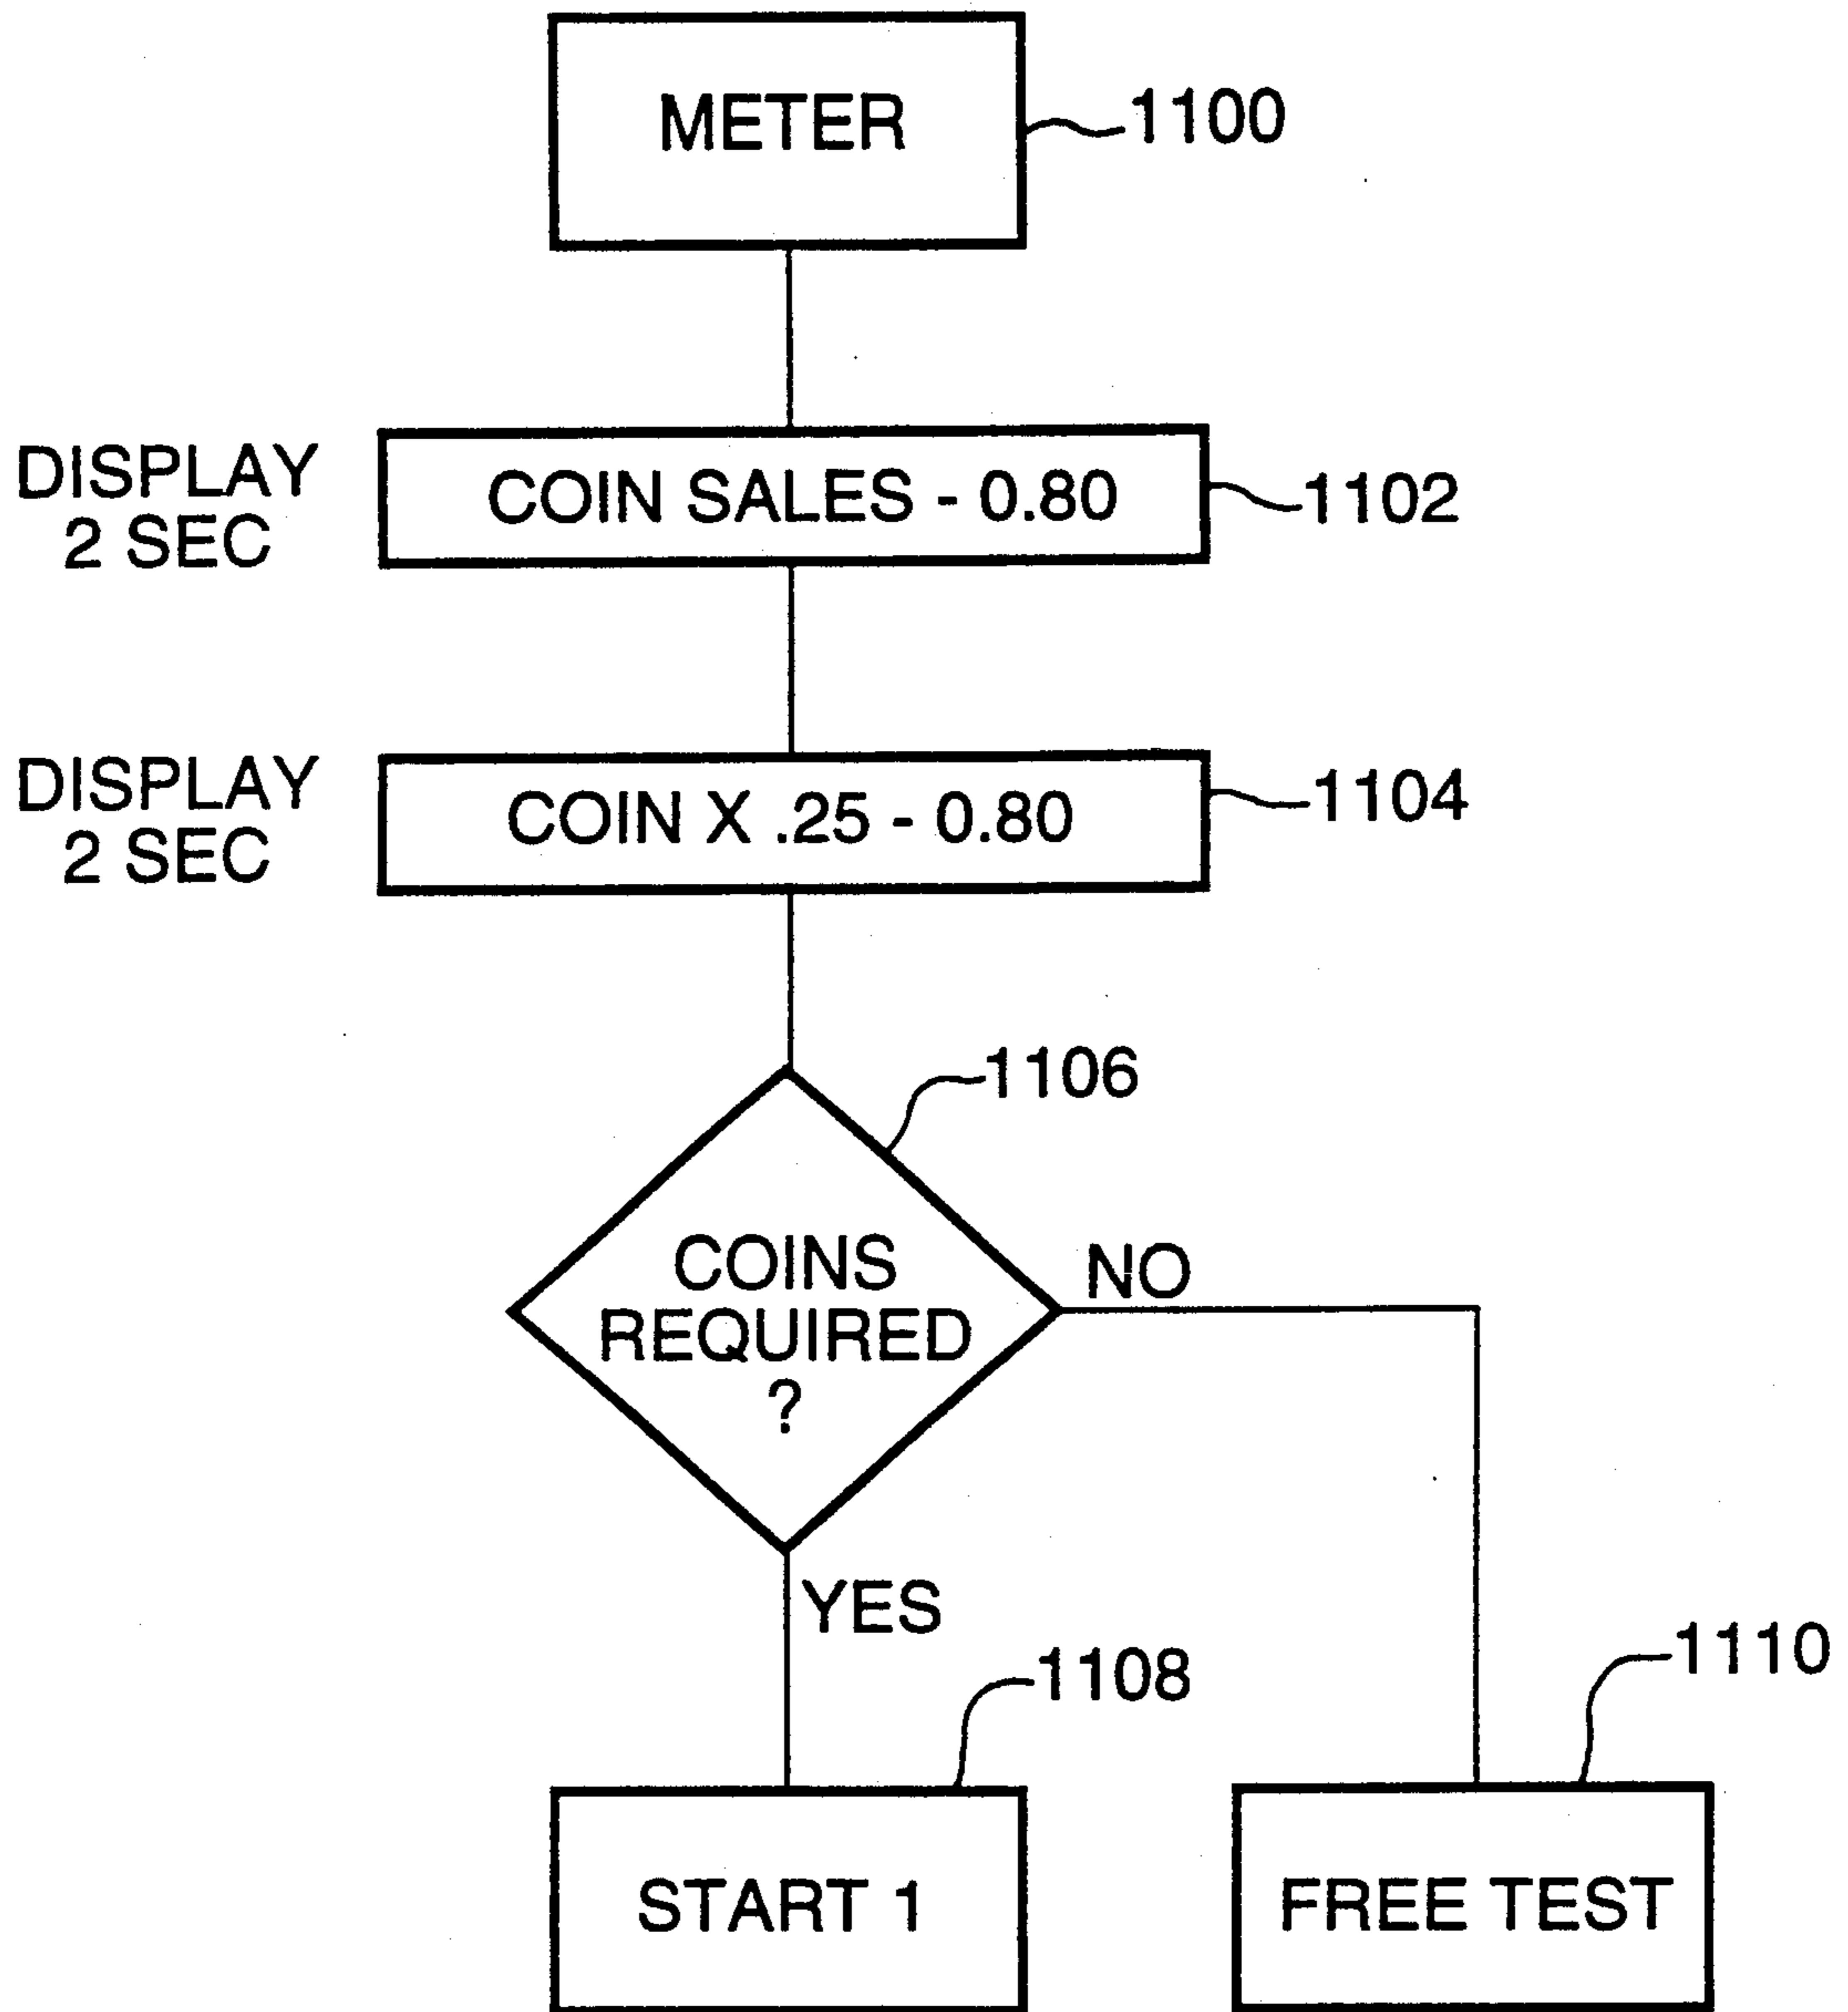 METER
1100
DISPLAY
2 SEC
COIN SALES - 0.80
1102
DISPLAY
2 SEC
COIN X .25 - 0.80
1104
1106
COINS
REQUIRED
?
NO
YES
1108
1110
START 1
FREE TEST